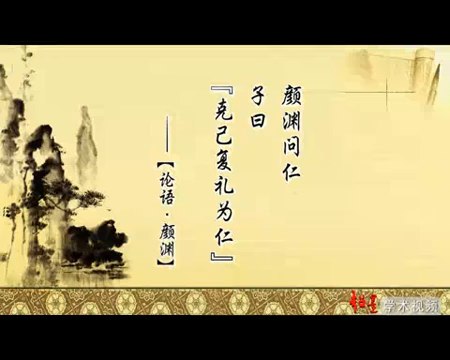 颜渊问仁
子曰
『克己复礼为仁』
——【论语·颜渊】
学术视频